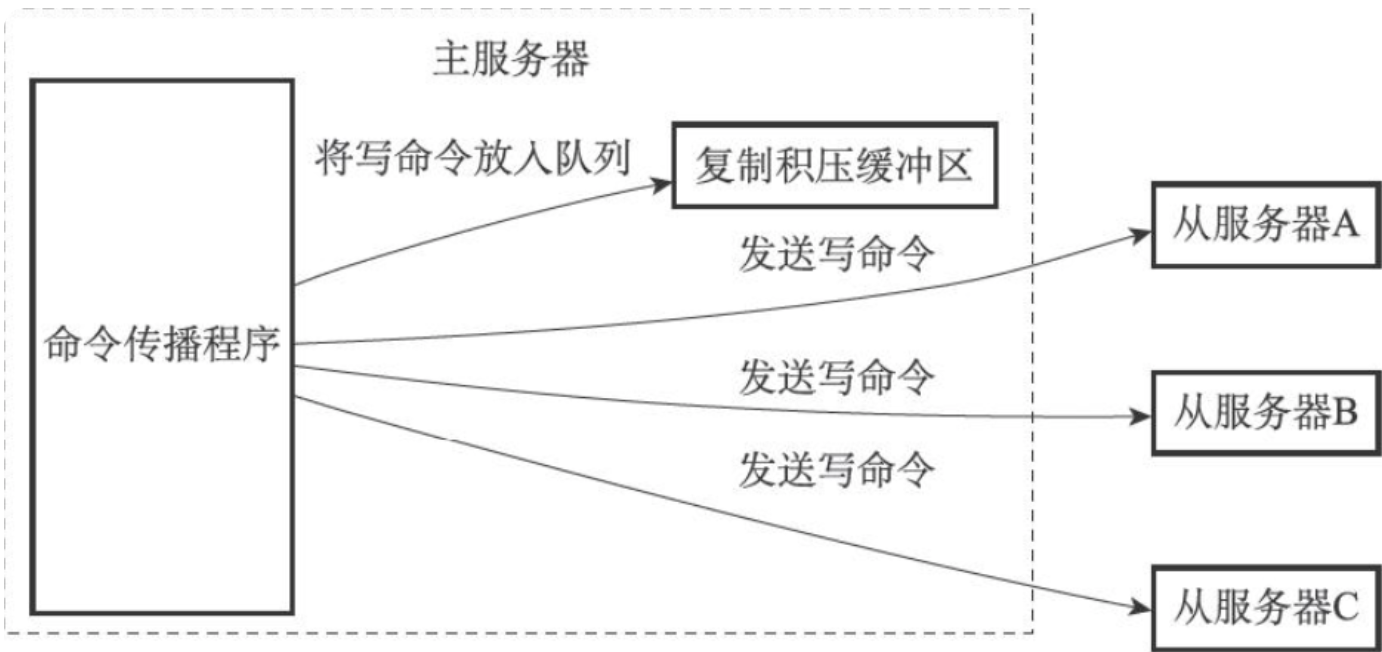 主服务器
将写命令放入队列
复制积压缓冲区
从服务器A
发送写命令
命令传播程序
发送写命令
从服务器B
发送写命令
从服务器C